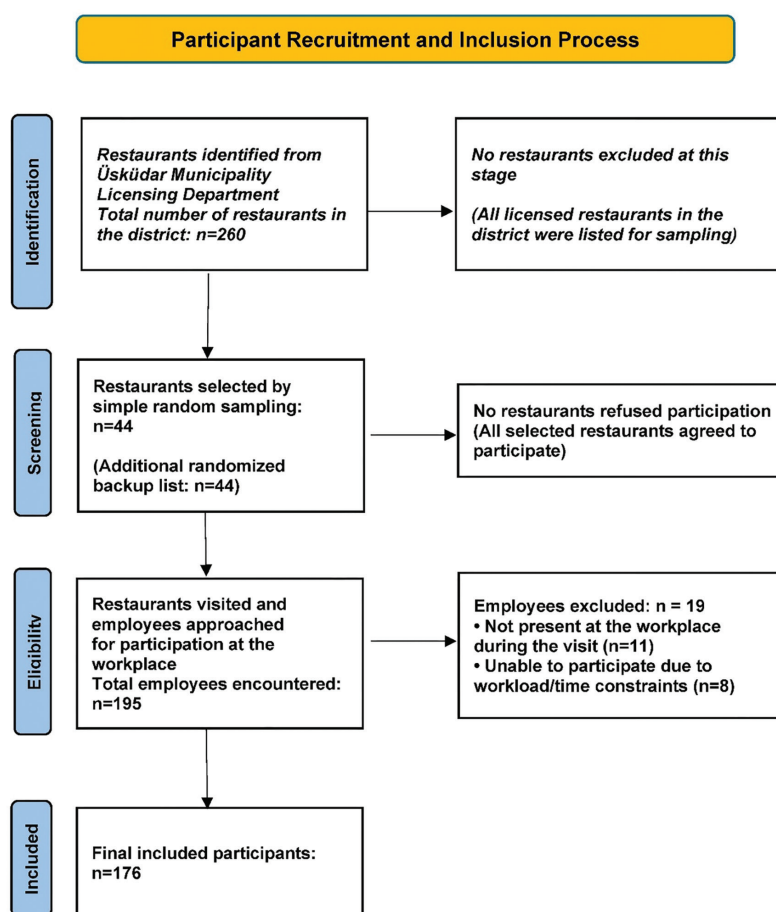 Participant Recruitment and Inclusion Process
Identification
Restaurants identified from
Üsküdar Municipality
Licensing Department
Total number of restaurants in
the district: n=260
No restaurants excluded at this
stage
(All licensed restaurants in the
district were listed for sampling)
Screening
Restaurants selected by
simple random sampling:
n=44
(Additional randomized
backup list: n=44)
No restaurants refused participation
(All selected restaurants agreed to
participate)
Eligibility
Restaurants visited and
employees approached
for participation at the
workplace
Total employees encountered:
n=195
Employees excluded: n = 19
• Not present at the workplace
during the visit (n=11)
• Unable to participate due to
workload/time constraints (n=8)
Included
Final included participants:
n=176